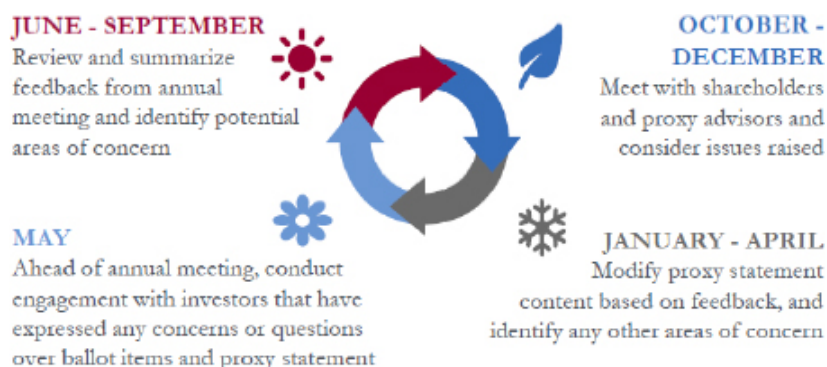 JUNE - SEPTEMBER
Review and summarize
feedback from annual
meeting and identify potential
areas of concern
OCTOBER -
DECEMBER
Meet with shareholders
and proxy advisors and
consider issues raised
MAY
Ahead of annual meeting, conduct
engagement with investors that have
expressed any concerns or questions
over ballot items and proxy statement
JANUARY - APRIL
Modify proxy statement
content based on feedback, and
identify any other areas of concern